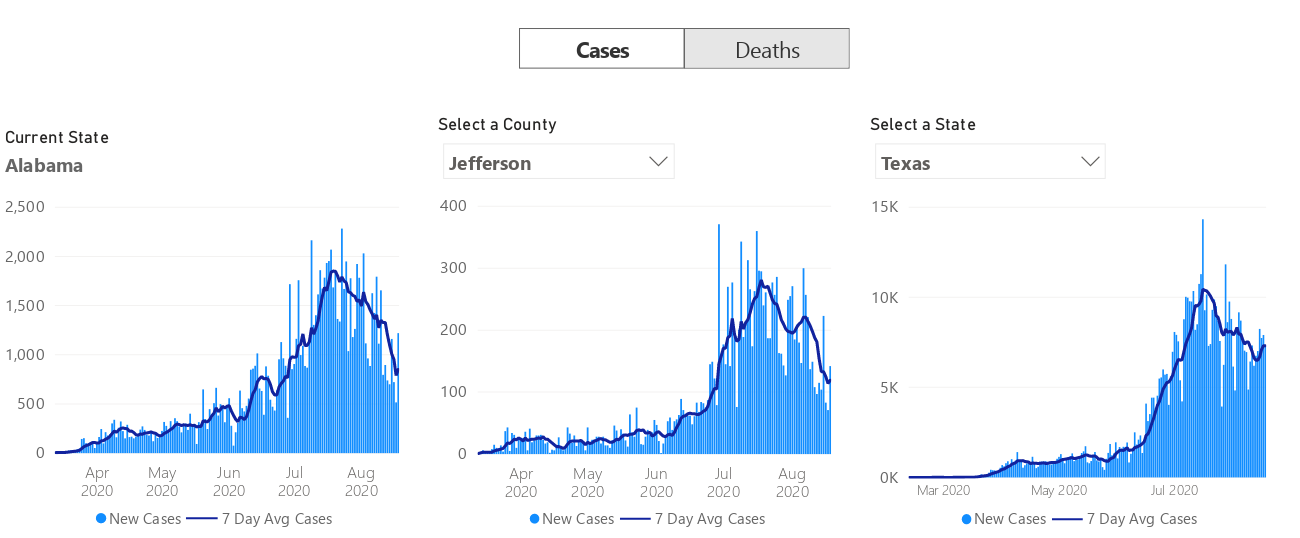 Cases
Deaths
Current State
Alabama
2,500
2,000
1,500
1,000
500
0
Apr 2020
May 2020
Jun 2020
Jul 2020
Aug 2020
New Cases
7 Day Avg Cases
Select a County
Jefferson
400
300
200
100
0
Apr 2020
May 2020
Jun 2020
Jul 2020
Aug 2020
New Cases
7 Day Avg Cases
Select a State
Texas
15K
10K
5K
0K
Mar 2020
May 2020
Jul 2020
New Cases
7 Day Avg Cases